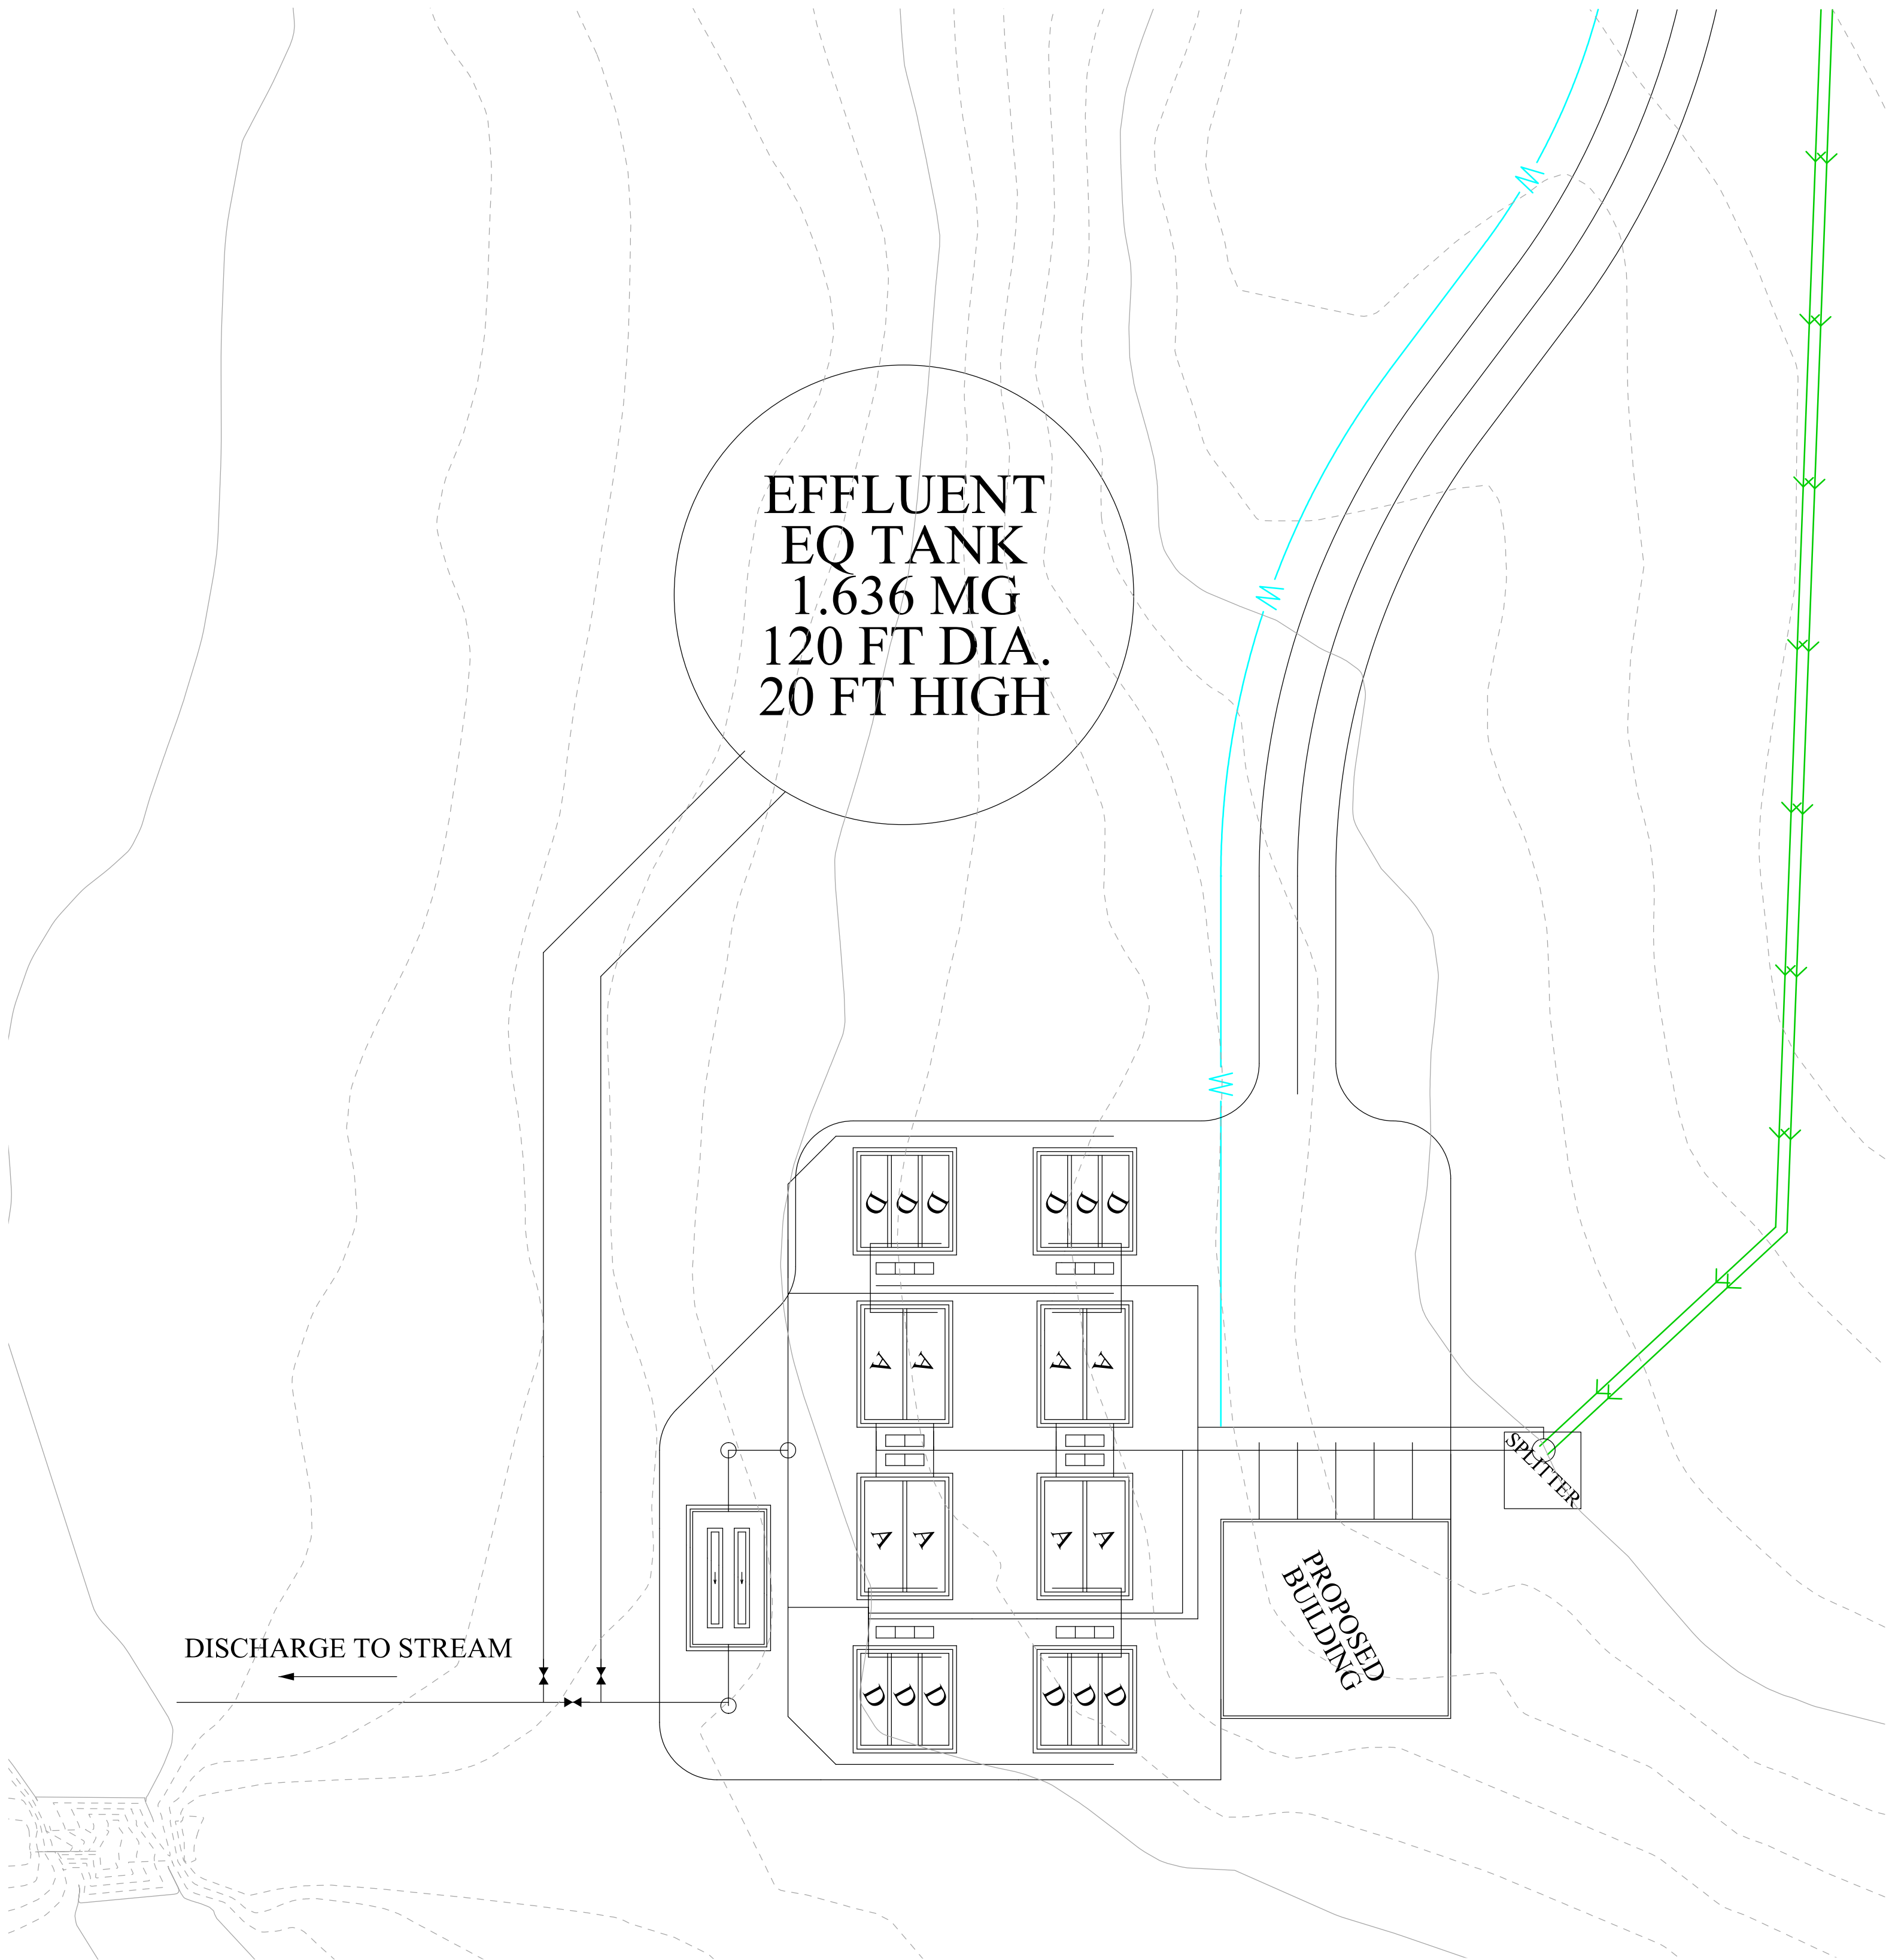 W
W
EFFLUENT
EQ TANK
1.636 MG
120 FT DIA.
20 FT HIGH
W
D D D D D D
A A A A
SPLITTER
A A A A
PROPOSED
BUILDING
DISCHARGE TO STREAM
D D D D D D